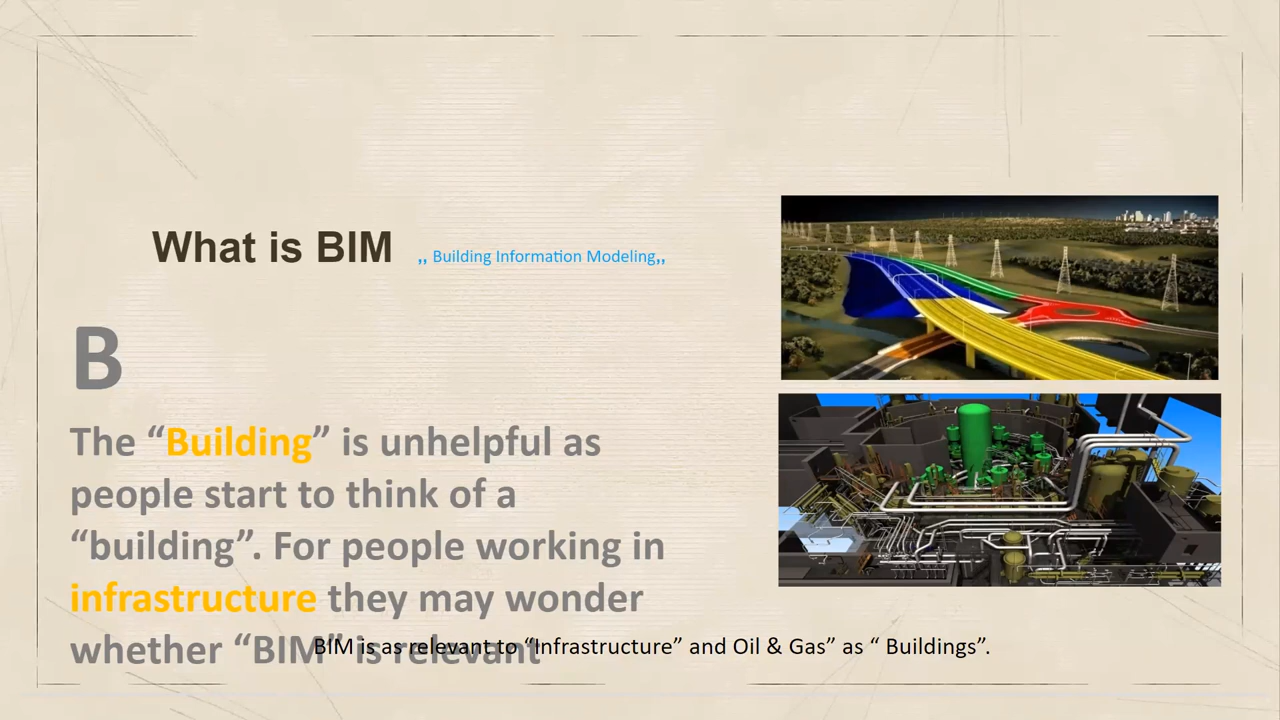 What is BIM ,, Building Information Modeling,,
B
The “Building” is unhelpful as
people start to think of a
“building”. For people working in
infrastructure they may wonder
whether “BIM” is relevant
BIM is as relevant to “Infrastructure” and Oil & Gas” as “ Buildings”.